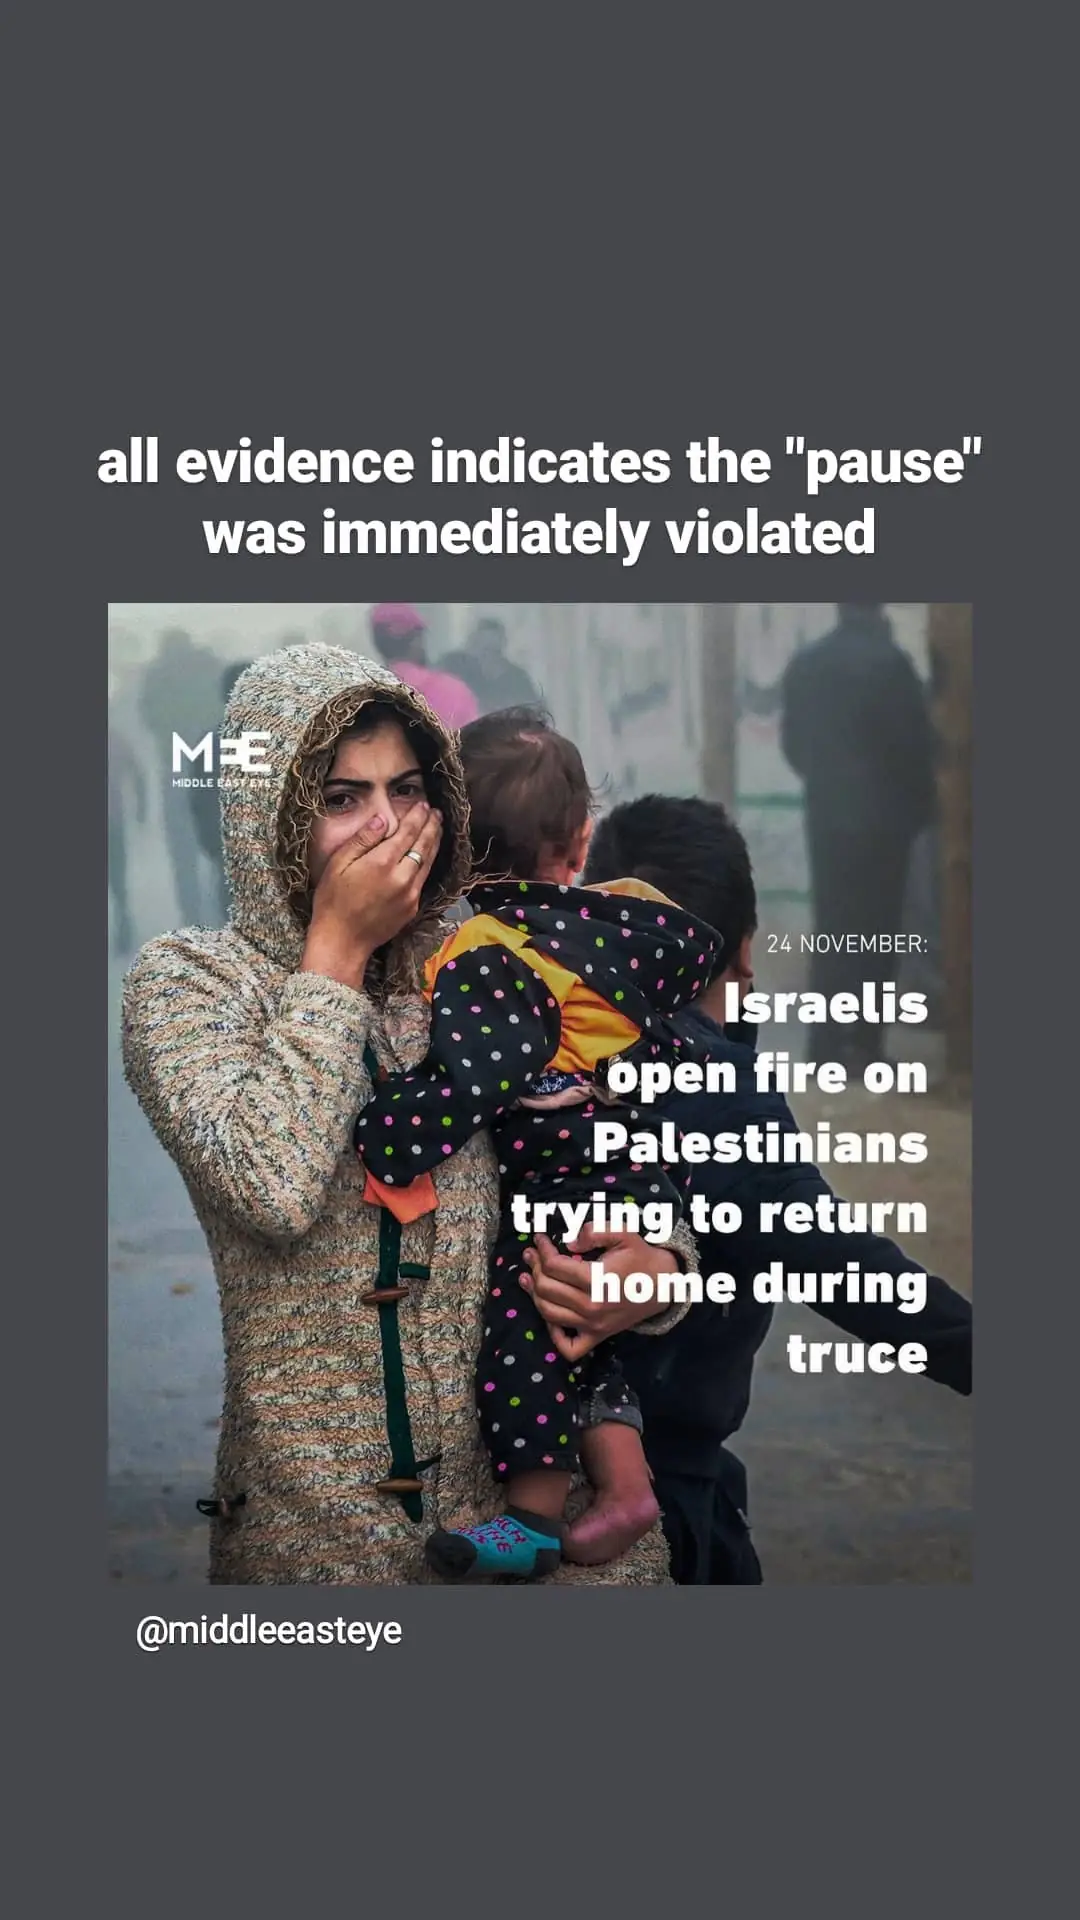 all evidence indicates the "pause"
was immediately violated
MEE
MIDDLE EAST EYE
24 NOVEMBER:
Israelis
open fire on
Palestinians
trying to return
home during
truce
@middleeasteye